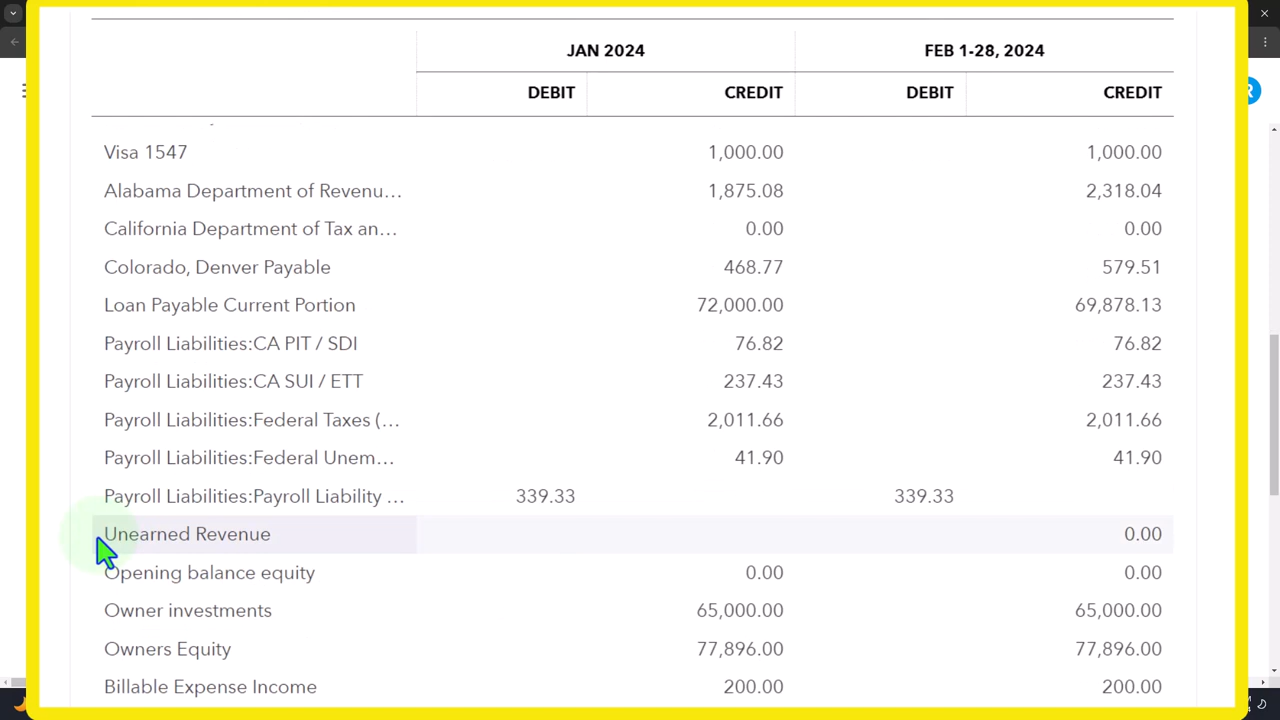 JAN 2024 FEB 1-28, 2024
DEBIT CREDIT DEBIT CREDIT
Visa 1547 1,000.00 1,000.00
Alabama Department of Revenu… 1,875.08 2,318.04
California Department of Tax an… 0.00 0.00
Colorado, Denver Payable 468.77 579.51
Loan Payable Current Portion 72,000.00 69,878.13
Payroll Liabilities:CA PIT / SDI 76.82 76.82
Payroll Liabilities:CA SUI / ETT 237.43 237.43
Payroll Liabilities:Federal Taxes (… 2,011.66 2,011.66
Payroll Liabilities:Federal Unem… 41.90 41.90
Payroll Liabilities:Payroll Liability … 339.33 339.33
Unearned Revenue 0.00
Opening balance equity 0.00 0.00
Owner investments 65,000.00 65,000.00
Owners Equity 77,896.00 77,896.00
Billable Expense Income 200.00 200.00